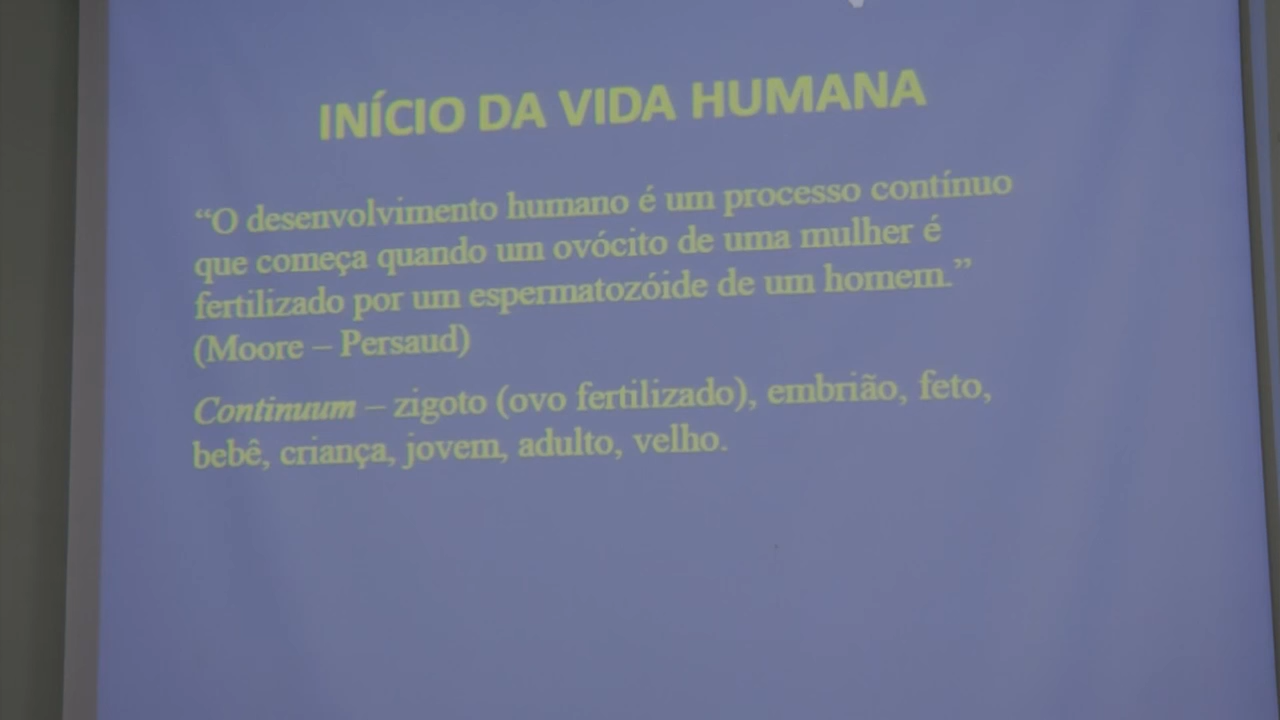 INÍCIO DA VIDA HUMANA
“O desenvolvimento humano é um processo contínuo
que começa quando um ovócito de uma mulher é
fertilizado por um espermatozóide de um homem.”
(Moore – Persaud)
Continuum – zigoto (ovo fertilizado), embrião, feto,
bebê, criança, jovem, adulto, velho.